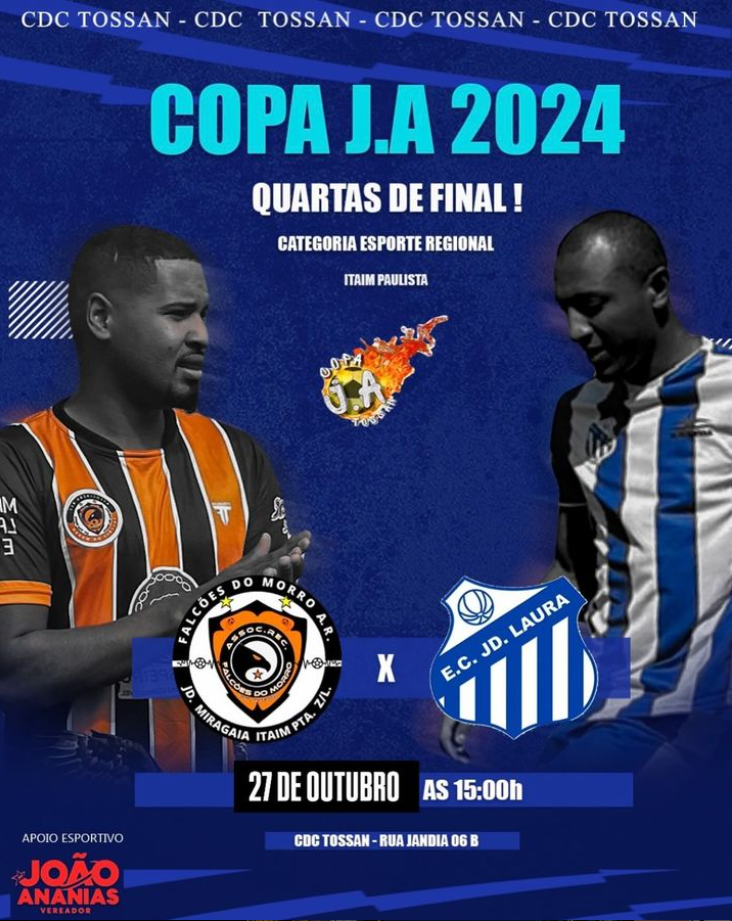 CDC TOSSAN - CDC TOSSAN - CDC TOSSAN - CDC TOSSAN
COPA J.A 2024
QUARTAS DE FINAL !
CATEGORIA ESPORTE REGIONAL
ITAIM PAULISTA
COPA
J.A
TOSSAN
FALCÕES DO MORRO A.R.
ASSOC.REC.
FALCÕES DO MORRO
JD. MIRAGAIA ITAIM PTA. Z/L.
X
E.C. JD. LAURA
27 DE OUTUBRO AS 15:00h
CDC TOSSAN - RUA JANDIA 06 B
APOIO ESPORTIVO
JOÃO
ANANIAS
VEREADOR